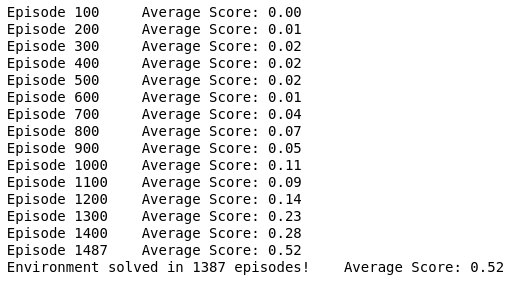 Episode 100     Average Score: 0.00
Episode 200     Average Score: 0.01
Episode 300     Average Score: 0.02
Episode 400     Average Score: 0.02
Episode 500     Average Score: 0.02
Episode 600     Average Score: 0.01
Episode 700     Average Score: 0.04
Episode 800     Average Score: 0.07
Episode 900     Average Score: 0.05
Episode 1000    Average Score: 0.11
Episode 1100    Average Score: 0.09
Episode 1200    Average Score: 0.14
Episode 1300    Average Score: 0.23
Episode 1400    Average Score: 0.28
Episode 1487    Average Score: 0.52
Environment solved in 1387 episodes!    Average Score: 0.52